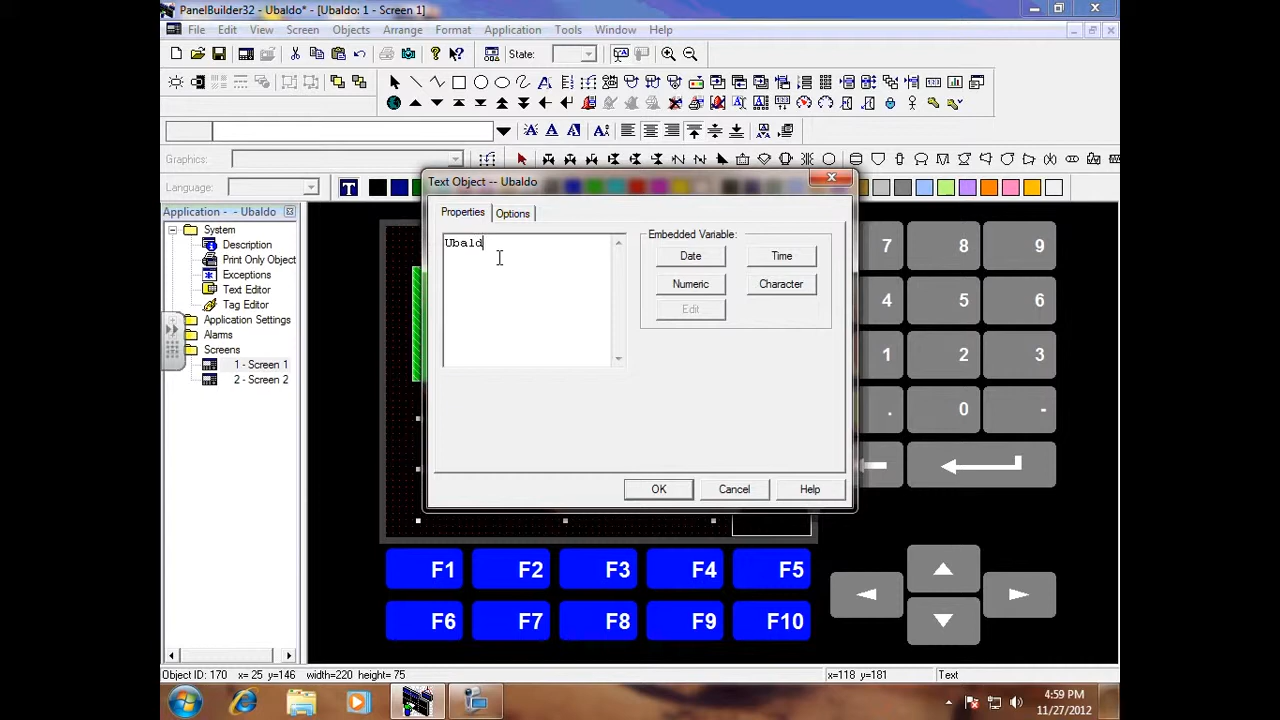 PanelBuilder32 - Ubaldo* - [Ubaldo: 1 - Screen 1]
File Edit View Screen Objects Arrange Format Application Tools Window Help
State:
Graphics:
Language:
Application - - Ubaldo
System
Description
Print Only Object
Exceptions
Text Editor
Tag Editor
Application Settings
Alarms
Screens
1 - Screen 1
2 - Screen 2
Text Object -- Ubaldo
Properties Options
Ubald
Embedded Variable:
Date Time
Numeric Character
Edit
OK Cancel Help
7 8 9
4 5 6
1 2 3
. 0 -
F1 F2 F3 F4 F5
F6 F7 F8 F9 F10
Object ID: 170 x= 25 y=146 width=220 height= 75 x=118 y=181 Text
4:59 PM
11/27/2012